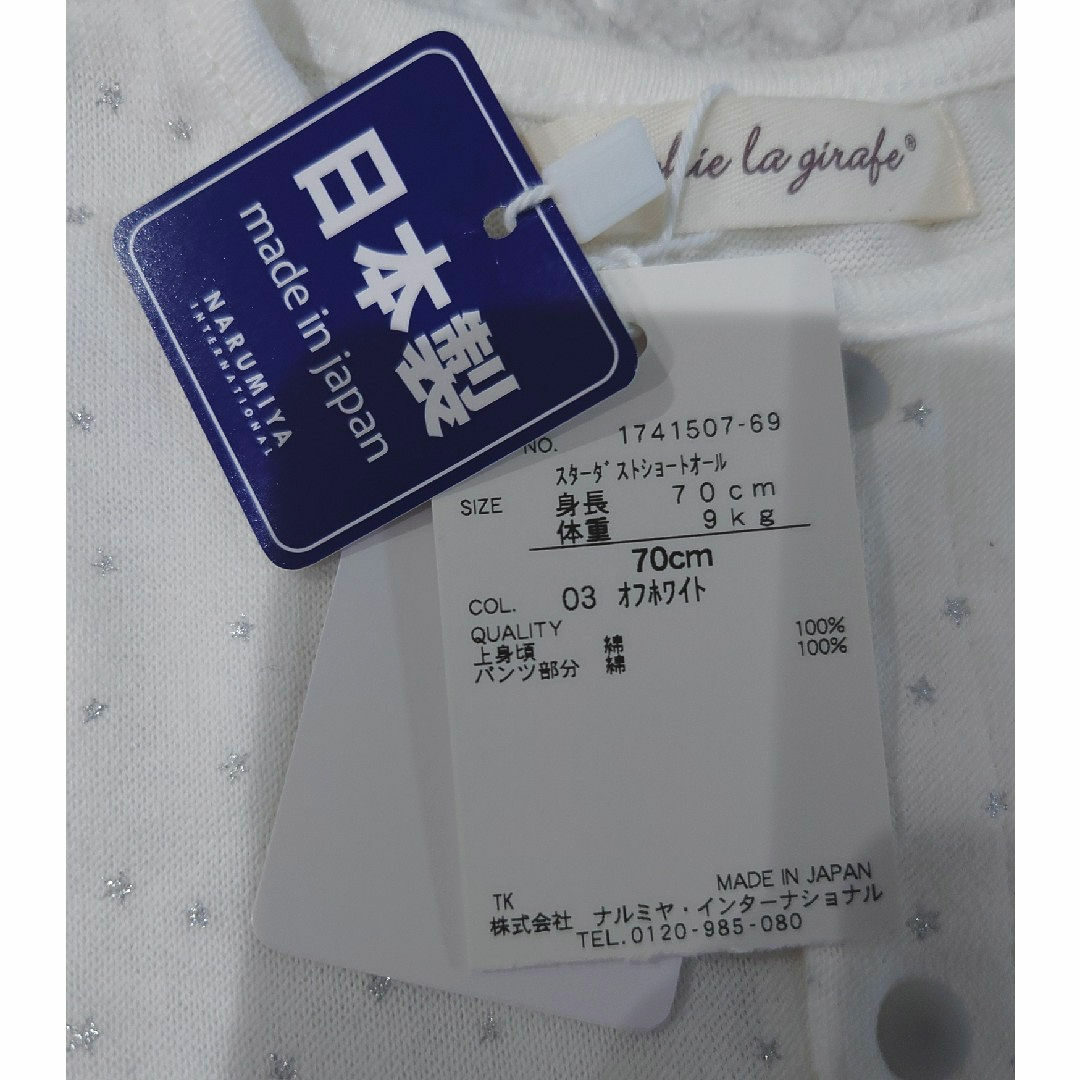 日本製
made in japan
NARUMIYA
INTERNATIONAL
la girafe®
NO. 1741507-69
スターダストショートオール
SIZE 身長 70cm
体重 9kg
70cm
COL. 03 オフホワイト
QUALITY
上身頃 綿 100%
パンツ部分 綿 100%
MADE IN JAPAN
TK
株式会社 ナルミヤ・インターナショナル
TEL.0120-985-080